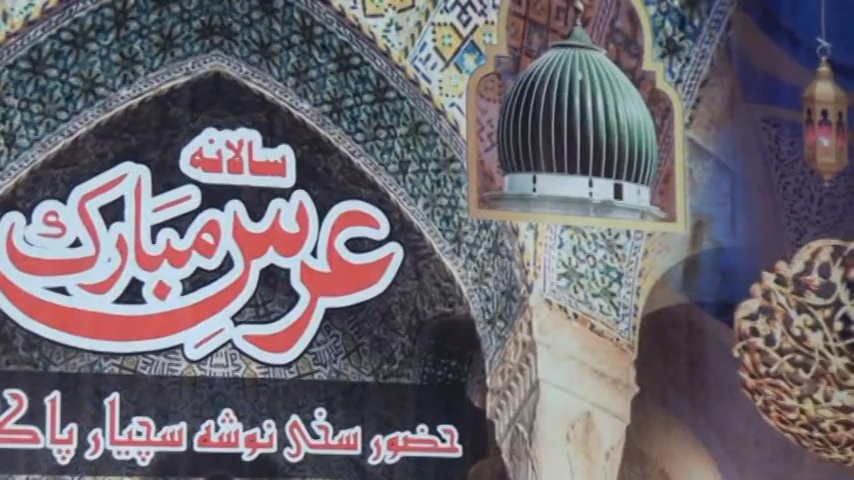 سالانہ
عرس مبارک
حضور سخی نوشہ سچیار پاک